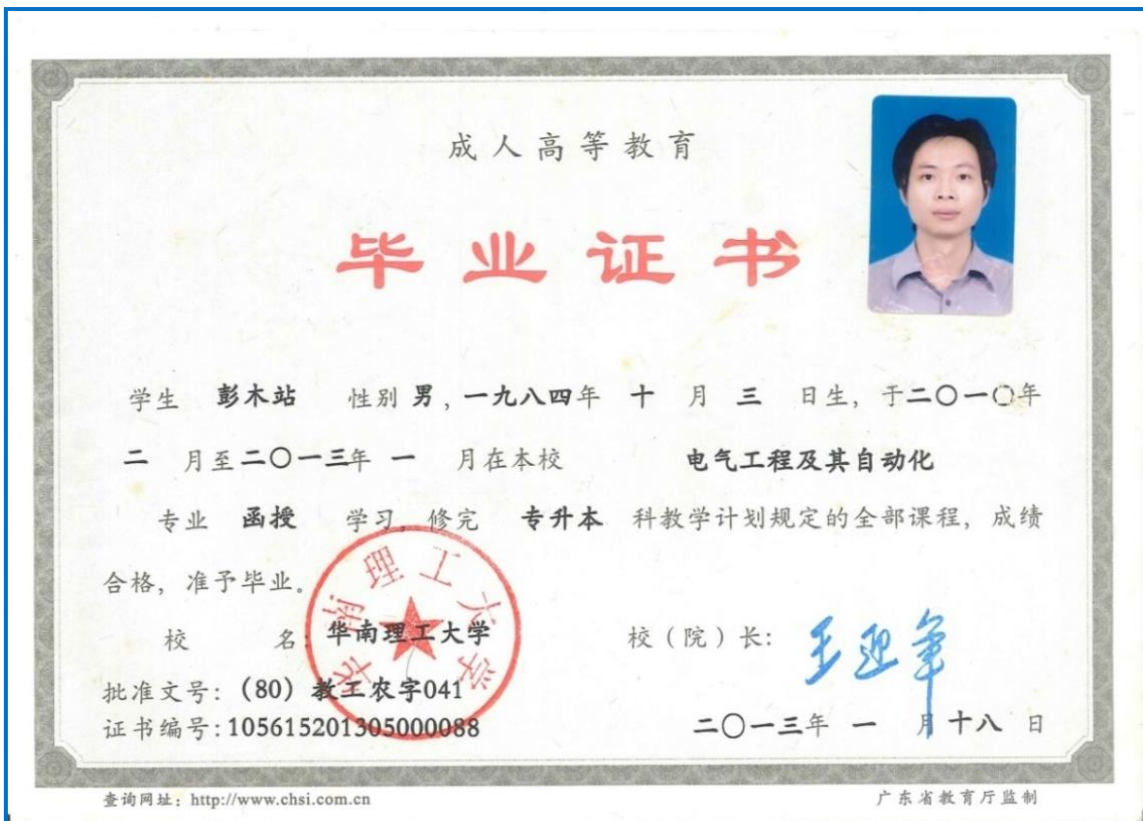 成人高等教育
毕业证书
学生 彭木站 性别 男，一九八四年 十 月 三 日生，于二〇一〇年
二 月至二〇一三年 一 月在本校 电气工程及其自动化
专业 函授 学习，修完 专升本 科教学计划规定的全部课程，成绩
合格，准予毕业。
华南理工大学
校 名：华南理工大学
校（院）长：王迎军
批准文号：（80）教工农字041
证书编号：105615201305000088
二〇一三年 一 月十八 日
查询网址：http://www.chsi.com.cn
广东省教育厅监制